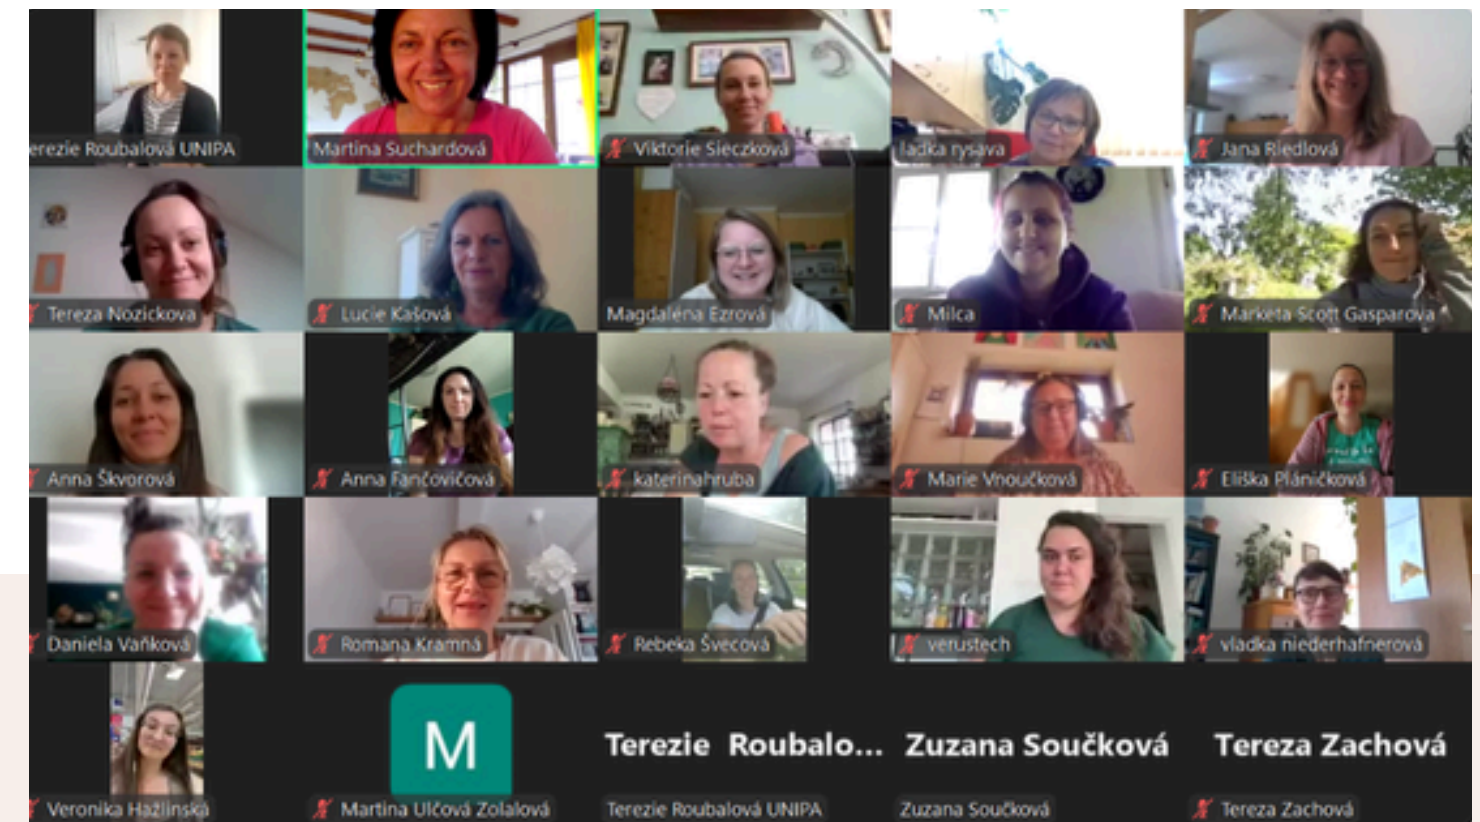 erezie Roubalová UNIPA
Martina Suchardová
Viktorie Sieczková
ladka rysava
Jana Riedlová
Tereza Nozickova
Lucie Kašová
Magdaléna Ezrová
Milca
Marketa Scott Gasparova
Anna Škvorová
Anna Fančovičová
katerinahruba
Marie Vnoučková
Eliška Pláničková
Daniela Vaňková
Romana Kramná
Rebeka Švecová
verustech
vladka niederhafnerová
M
Terezie Roubalo...
Zuzana Součková
Tereza Zachová
Veronika Hažlinská
Martina Ulčová Zolalová
Terezie Roubalová UNIPA
Zuzana Součková
Tereza Zachová